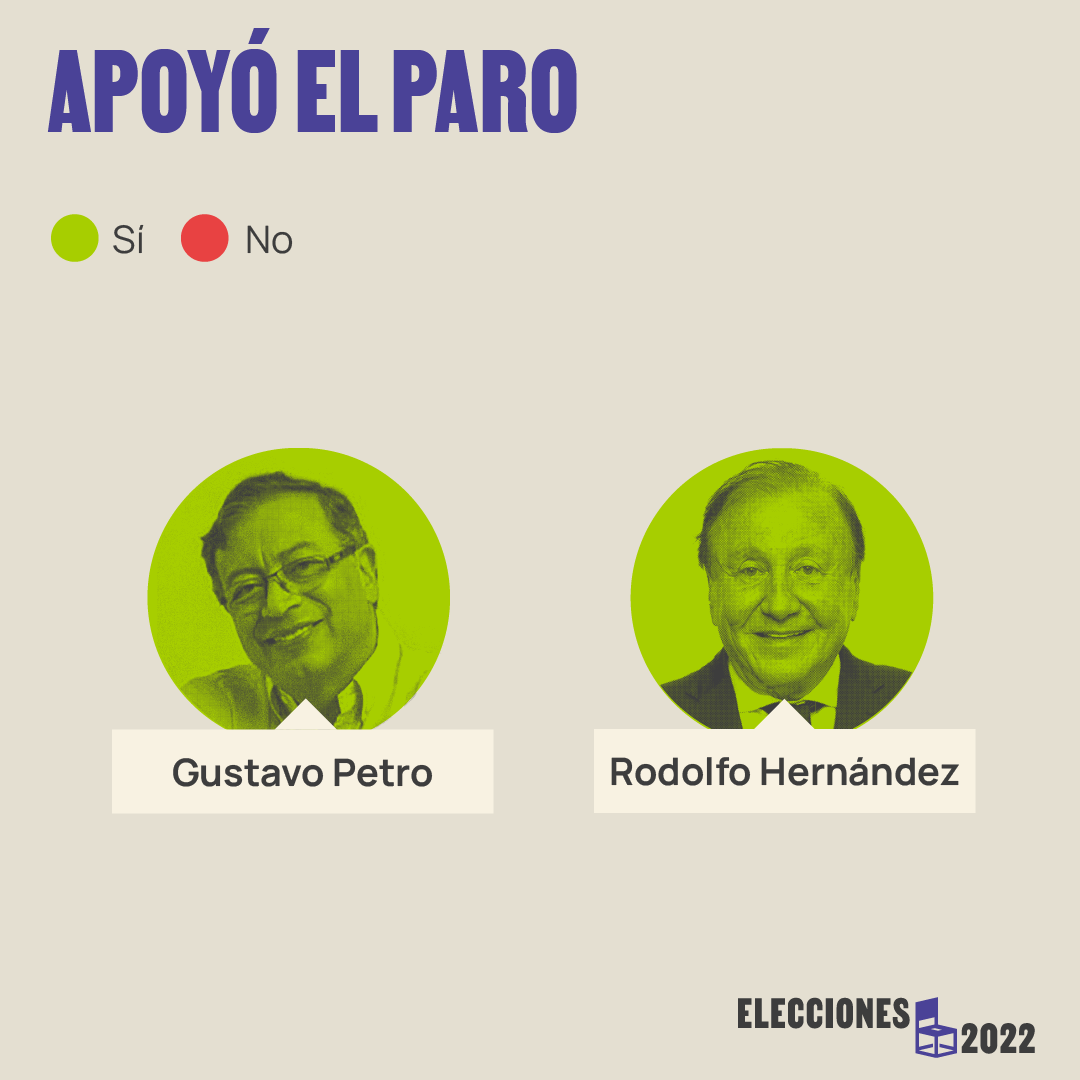 APOYÓ EL PARO
Sí No
Gustavo Petro
Rodolfo Hernández
ELECCIONES
2022